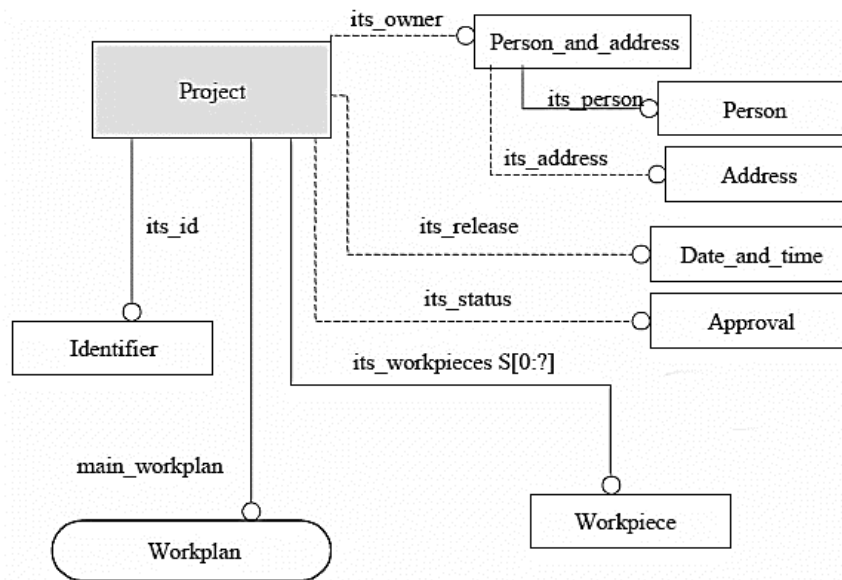 its_owner
Person_and_address
Project
its_person
Person
its_address
Address
its_id
its_release
Date_and_time
its_status
Approval
Identifier
its_workpieces S[0:?]
main_workplan
Workpiece
Workplan